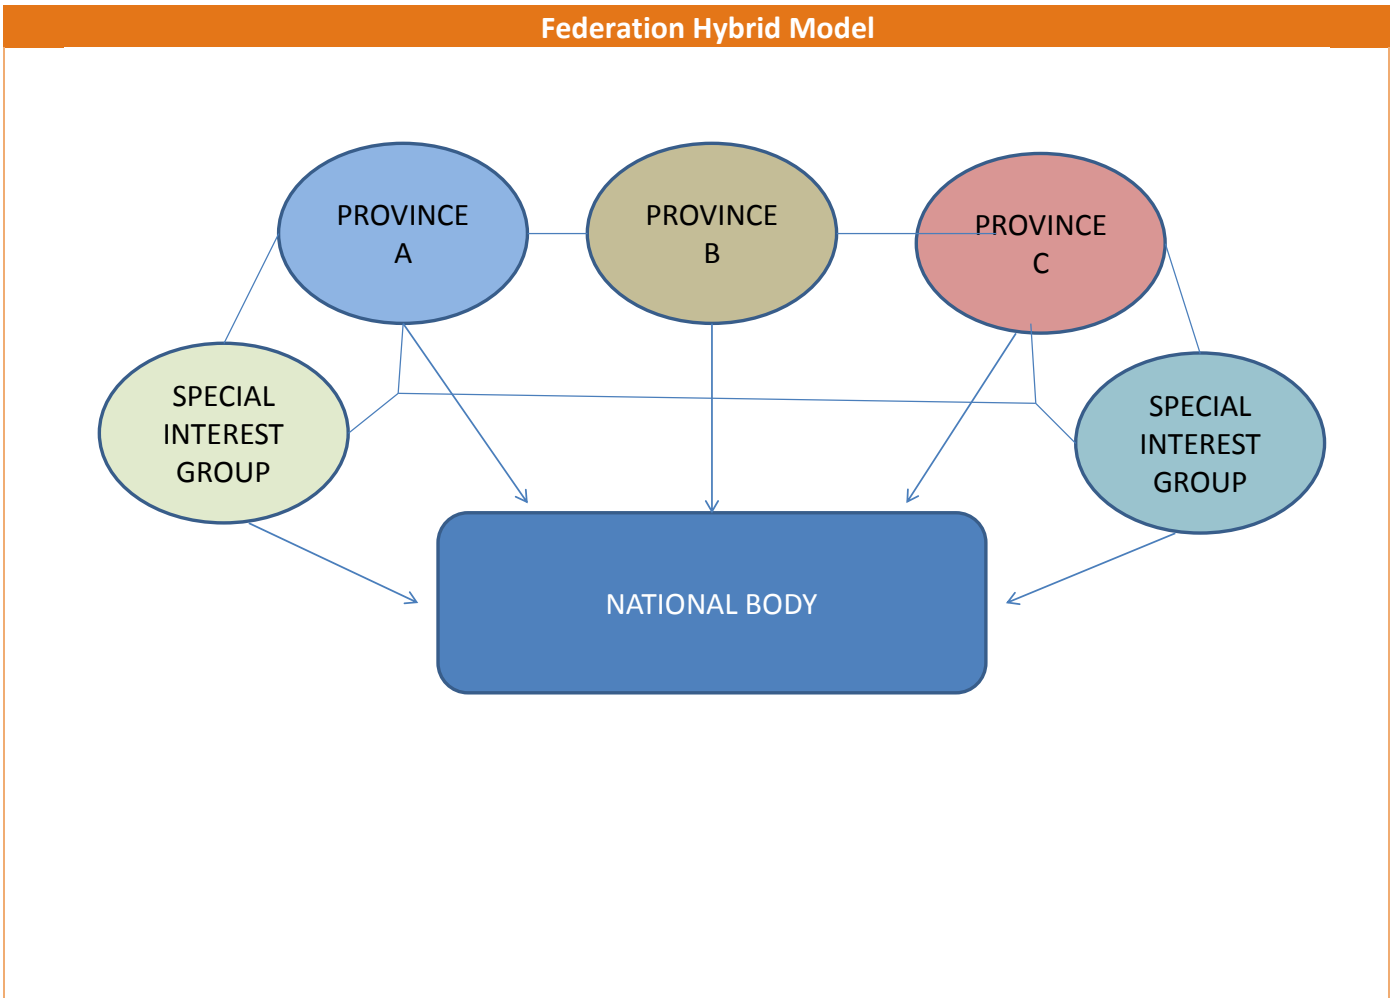 Federation Hybrid Model
PROVINCE
A
PROVINCE
B
PROVINCE
C
SPECIAL
INTEREST
GROUP
SPECIAL
INTEREST
GROUP
NATIONAL BODY